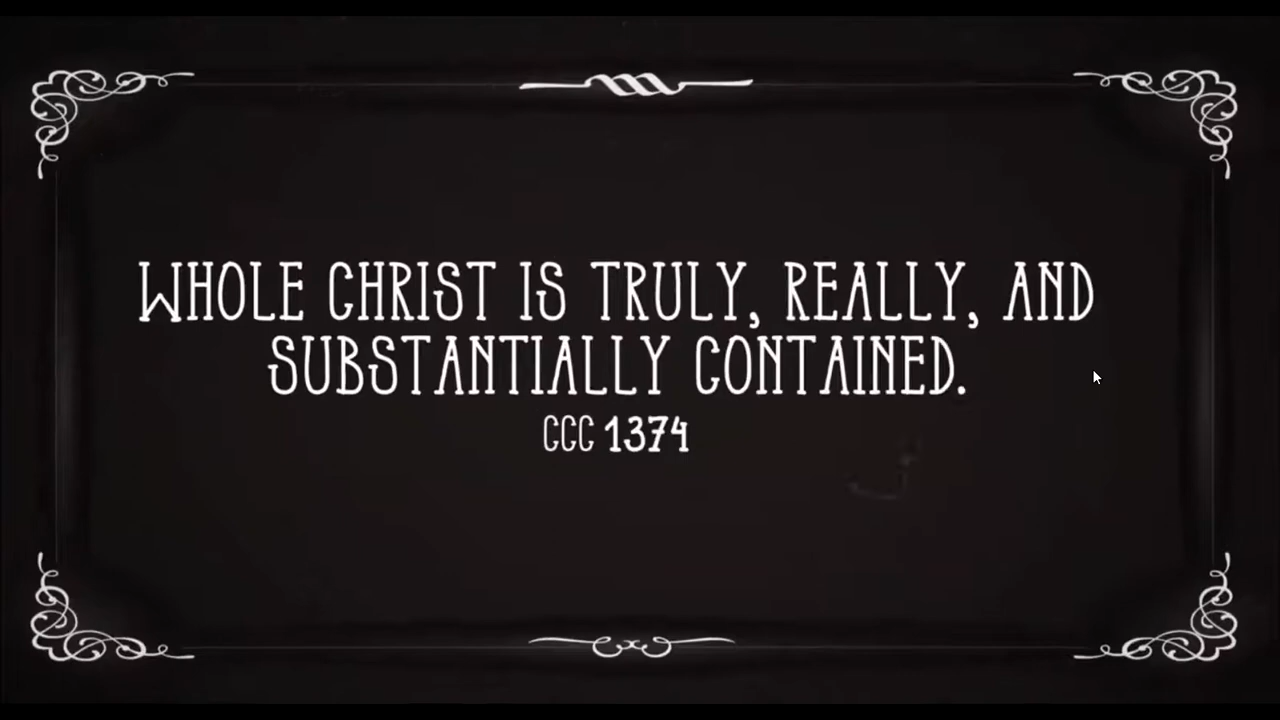 WHOLE CHRIST IS TRULY, REALLY, AND
SUBSTANTIALLY CONTAINED.
CCC 1374